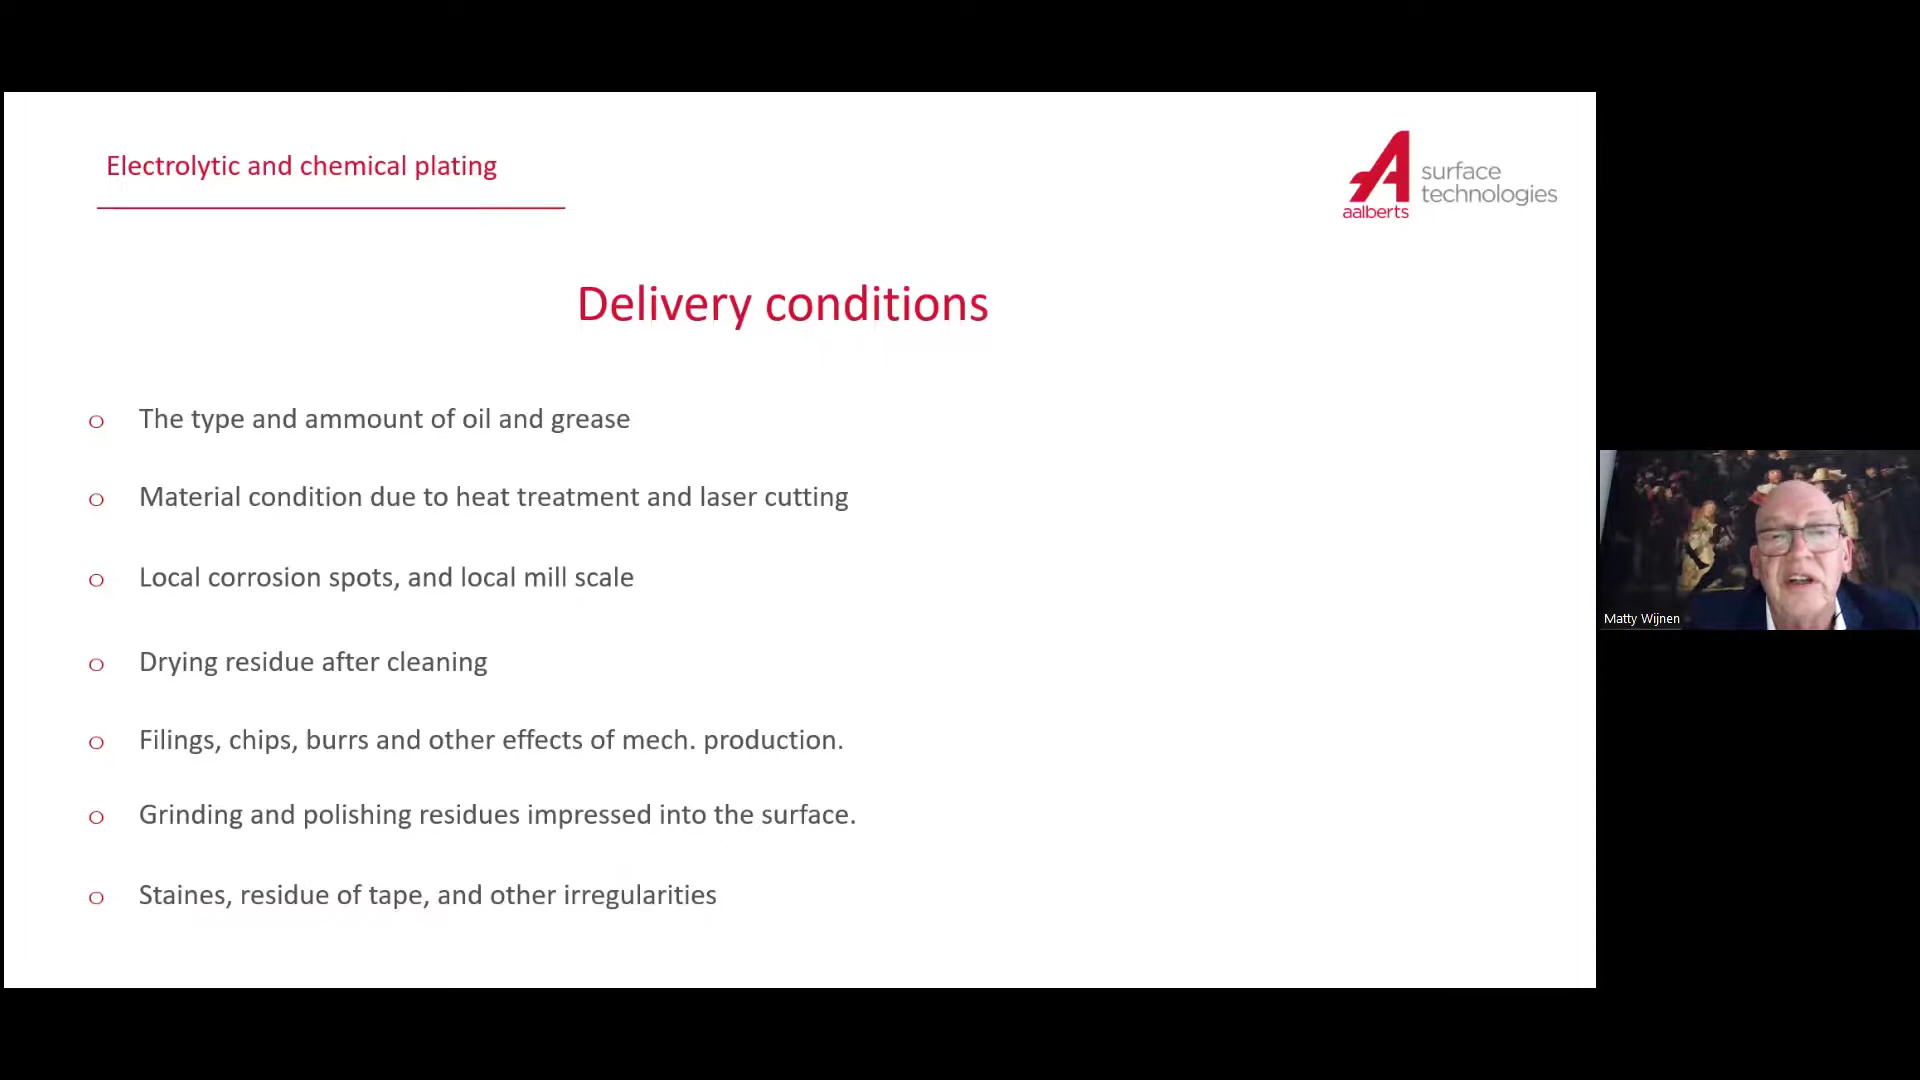 Electrolytic and chemical plating
surface
technologies
aalberts
Delivery conditions
o The type and ammount of oil and grease
o Material condition due to heat treatment and laser cutting
o Local corrosion spots, and local mill scale
o Drying residue after cleaning
o Filings, chips, burrs and other effects of mech. production.
o Grinding and polishing residues impressed into the surface.
o Staines, residue of tape, and other irregularities
Matty Wijnen